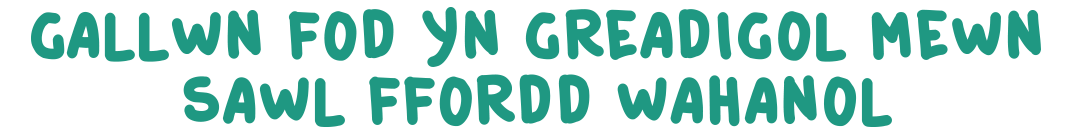 GALLWN FOD YN GREADIGOL MEWN
SAWL FFORDD WAHANOL